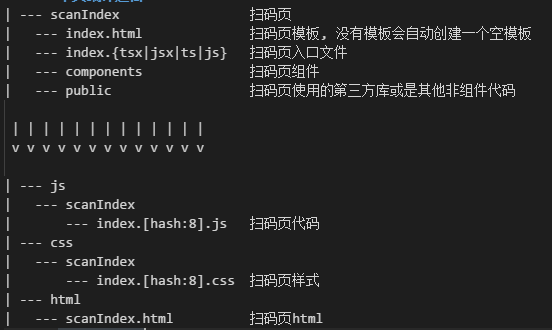 | --- scanIndex 扫码页
|   --- index.html 扫码页模板, 没有模板会自动创建一个空模板
|   --- index.{tsx|jsx|ts|js} 扫码页入口文件
|   --- components 扫码页组件
|   --- public 扫码页使用的第三方库或是其他非组件代码
| | | | | | | | | | | | |
v v v v v v v v v v v v v
| --- js
|   --- scanIndex
|       --- index.[hash:8].js 扫码页代码
| --- css
|   --- scanIndex
|       --- index.[hash:8].css 扫码页样式
| --- html
|   --- scanIndex.html 扫码页html